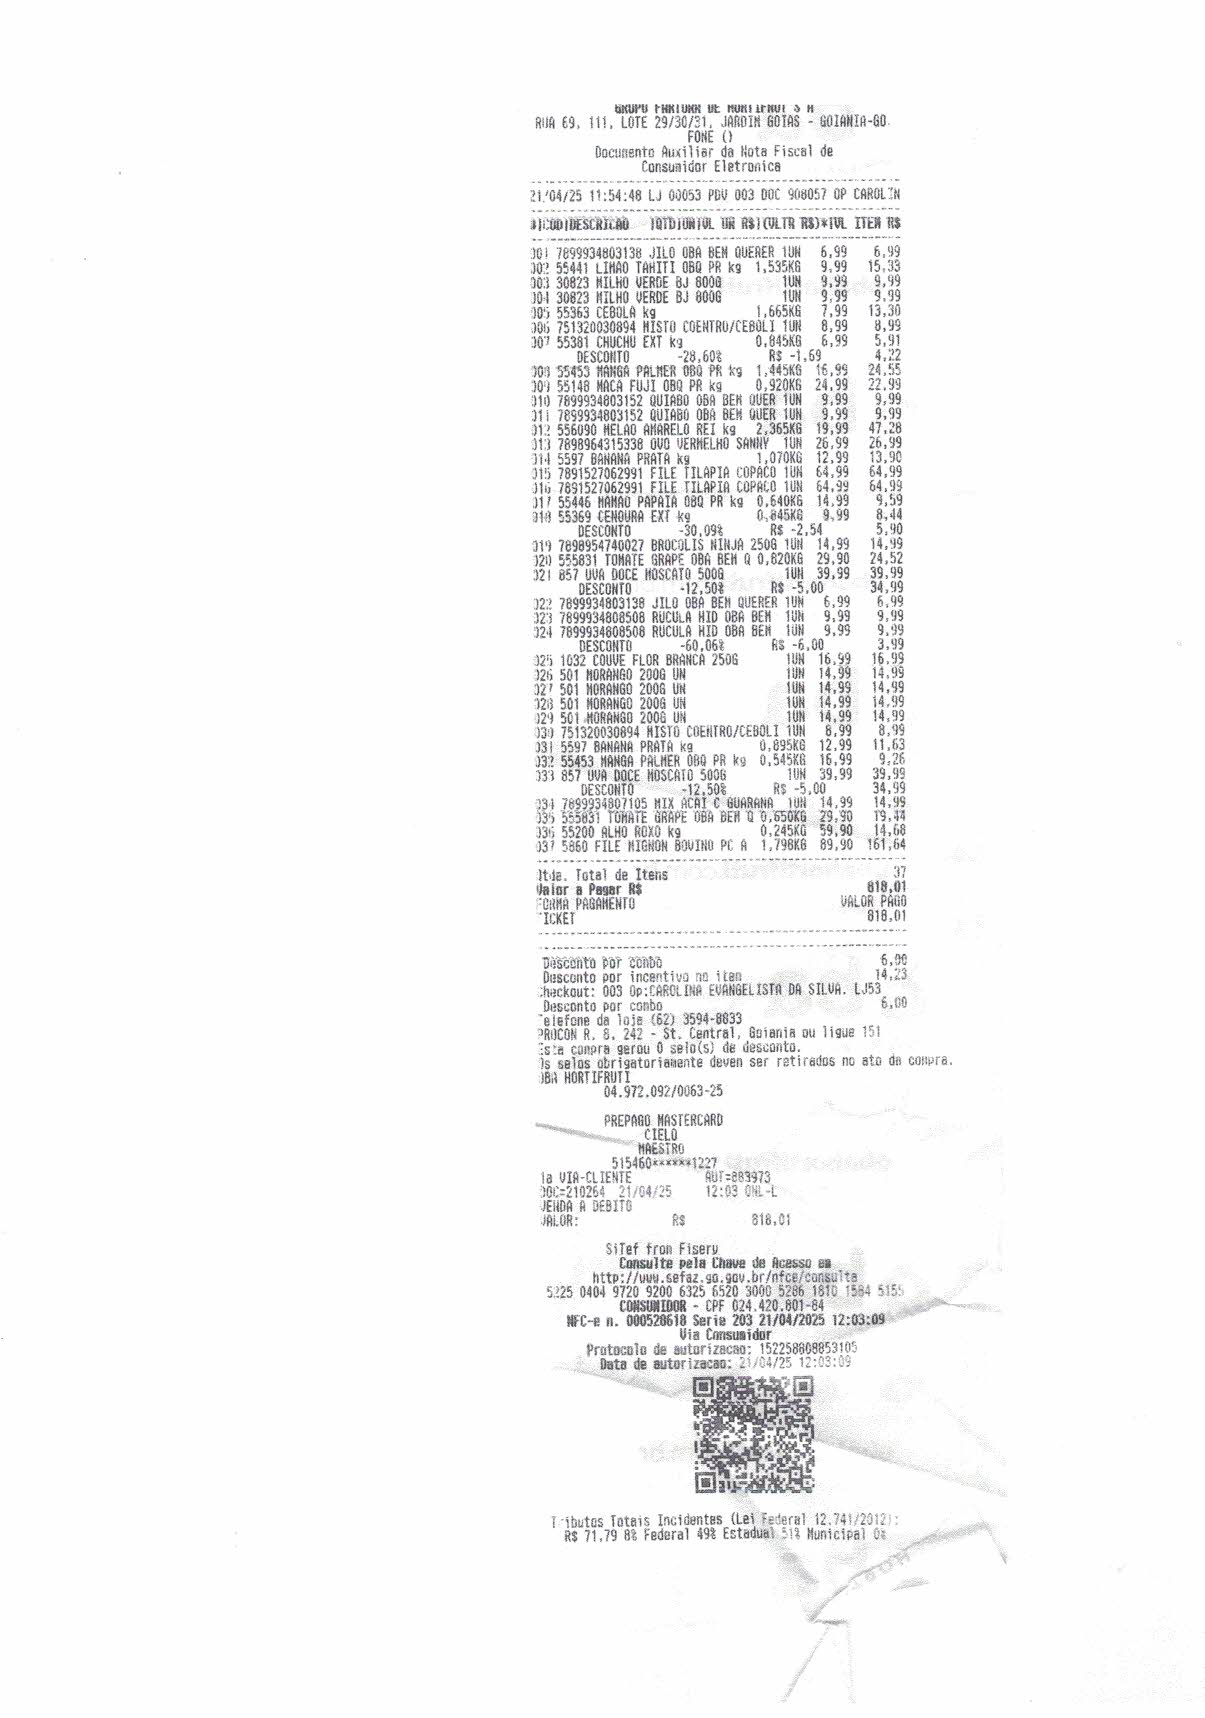 GRUPO FARTURA DE HORTIFRUT S A
RUA 69, 111, LOTE 29/30/31, JARDIM GOIAS - GOIANIA-GO.
FONE ()
Documento Auxiliar da Nota Fiscal de
Consumidor Eletronica
21/04/25 11:54:48 LJ 00053 PDV 003 DOC 908057 OP CAROLIN
#|COD|DESCRICAO |QTD|UN|VL UN R$|(VLTR R$)*|VL ITEM R$
001 7899934803138 JILO OBA BEM QUERER 1UN 6,99 6,99
002 55441 LIMAO TAHITI OBQ PR kg 1,535KG 9,99 15,33
003 30823 MILHO VERDE BJ 800G 1UN 9,99 9,99
004 30823 MILHO VERDE BJ 800G 1UN 9,99 9,99
005 55363 CEBOLA kg 1,665KG 7,99 13,30
006 751320030894 MISTO COENTRO/CEBOLI 1UN 8,99 8,99
007 55381 CHUCHU EXT kg 0,845KG 6,99 5,91
DESCONTO -28,60% R$ -1,69 4,22
008 55453 MANGA PALMER OBQ PR kg 1,445KG 16,99 24,55
009 55148 MACA FUJI OBQ PR kg 0,920KG 24,99 22,99
010 7899934803152 QUIABO OBA BEM QUER 1UN 9,99 9,99
011 7899934803152 QUIABO OBA BEM QUER 1UN 9,99 9,99
012 556090 MELAO AMARELO REI kg 2,365KG 19,99 47,28
013 7898964315338 OVO VERMELHO SANNY 1UN 26,99 26,99
014 5597 BANANA PRATA kg 1,070KG 12,99 13,90
015 7891527062991 FILE TILAPIA COPACO 1UN 64,99 64,99
016 7891527062991 FILE TILAPIA COPACO 1UN 64,99 64,99
017 55446 MAMAO PAPAIA OBQ PR kg 0,640KG 14,99 9,59
018 55369 CENOURA EXT kg 0,845KG 9,99 8,44
DESCONTO -30,09% R$ -2,54 5,90
019 7898954740027 BROCOLIS NINJA 250G 1UN 14,99 14,99
020 555831 TOMATE GRAPE OBA BEM Q 0,820KG 29,90 24,52
021 857 UVA DOCE MOSCATO 500G 1UN 39,99 39,99
DESCONTO -12,50% R$ -5,00 34,99
022 7899934803138 JILO OBA BEM QUERER 1UN 6,99 6,99
023 7899934808508 RUCULA HID OBA BEM 1UN 9,99 9,99
024 7899934808508 RUCULA HID OBA BEM 1UN 9,99 9,99
DESCONTO -60,06% R$ -6,00 3,99
025 1032 COUVE FLOR BRANCA 250G 1UN 16,99 16,99
026 501 MORANGO 200G UN 1UN 14,99 14,99
027 501 MORANGO 200G UN 1UN 14,99 14,99
028 501 MORANGO 200G UN 1UN 14,99 14,99
029 501 MORANGO 200G UN 1UN 14,99 14,99
030 751320030894 MISTO COENTRO/CEBOLI 1UN 8,99 8,99
031 5597 BANANA PRATA kg 0,895KG 12,99 11,63
032 55453 MANGA PALMER OBQ PR kg 0,545KG 16,99 9,26
033 857 UVA DOCE MOSCATO 500G 1UN 39,99 39,99
DESCONTO -12,50% R$ -5,00 34,99
034 7899934807105 MIX ACAI C GUARANA 1UN 14,99 14,99
035 555831 TOMATE GRAPE OBA BEM Q 0,650KG 29,90 19,44
036 55200 ALHO ROXO kg 0,245KG 59,90 14,68
037 5860 FILE MIGNON BOVINO PC A 1,798KG 89,90 161,64
Qtde. Total de Itens 37
Valor a Pagar R$ 818,01
FORMA PAGAMENTO VALOR PAGO
TICKET 818,01
Desconto por combo 6,00
Desconto por incentivo no item 14,23
Checkout: 003 Op:CAROLINA EVANGELISTA DA SILVA. LJ53
Desconto por combo 6,00
Telefone da loja (62) 3594-8833
PROCON R. 8, 242 - St. Central, Goiania ou ligue 151
Esta compra gerou 0 selo(s) de desconto.
Os selos obrigatoriamente devem ser retirados no ato da compra.
OBA HORTIFRUTI
04.972.092/0063-25
PREPAGO MASTERCARD
CIELO
MAESTRO
515460******1227
1a VIA-CLIENTE AUT=883973
DOC=210264 21/04/25 12:03 ONL-L
VENDA A DEBITO
VALOR: R$ 818,01
SiTef from Fiserv
Consulte pela Chave de Acesso em
http://www.sefaz.go.gov.br/nfce/consulta
5225 0404 9720 9200 6325 6520 3000 5286 1810 1584 5155
CONSUMIDOR - CPF 024.420.801-84
NFC-e n. 000528618 Serie 203 21/04/2025 12:03:09
Via Consumidor
Protocolo de autorizacao: 152258808853105
Data de autorizacao: 21/04/25 12:03:09
Tributos Totais Incidentes (Lei Federal 12.741/2012):
R$ 71,79 8% Federal 49% Estadual 51% Municipal 0%